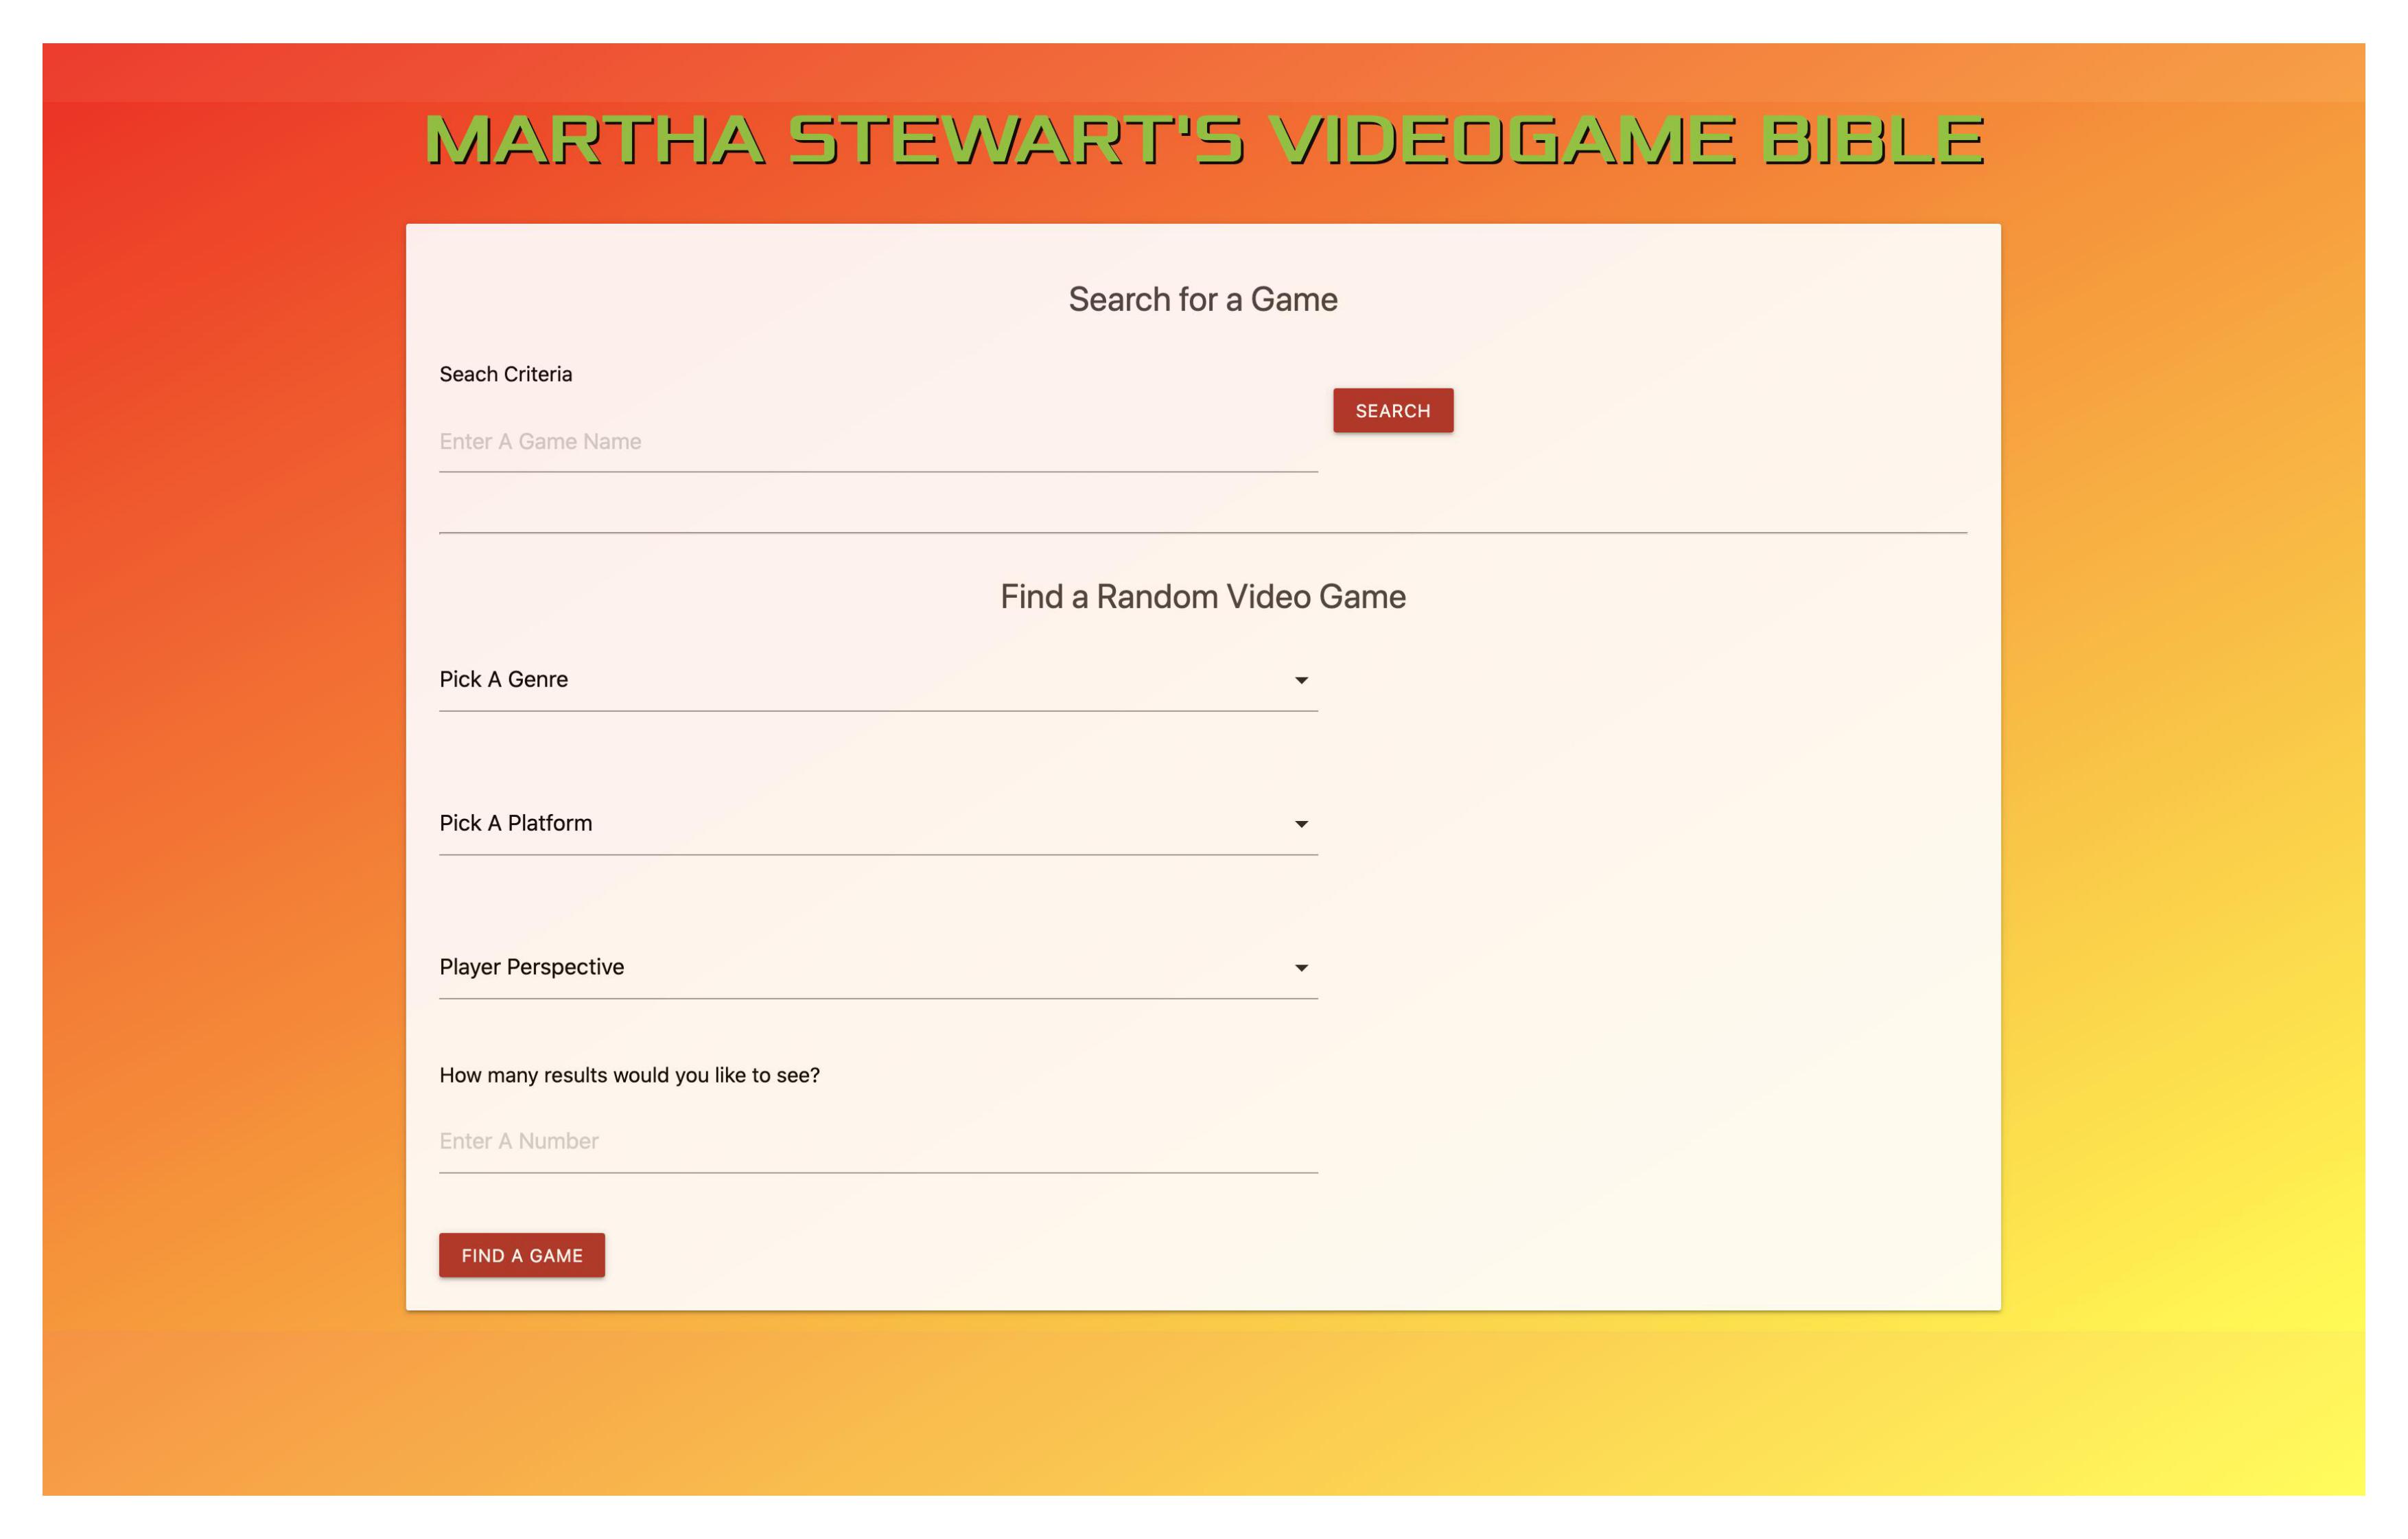 MARTHA STEWART'S VIDEOGAME BIBLE
Search for a Game
Seach Criteria
SEARCH
Enter A Game Name
Find a Random Video Game
Pick A Genre
Pick A Platform
Player Perspective
How many results would you like to see?
Enter A Number
FIND A GAME